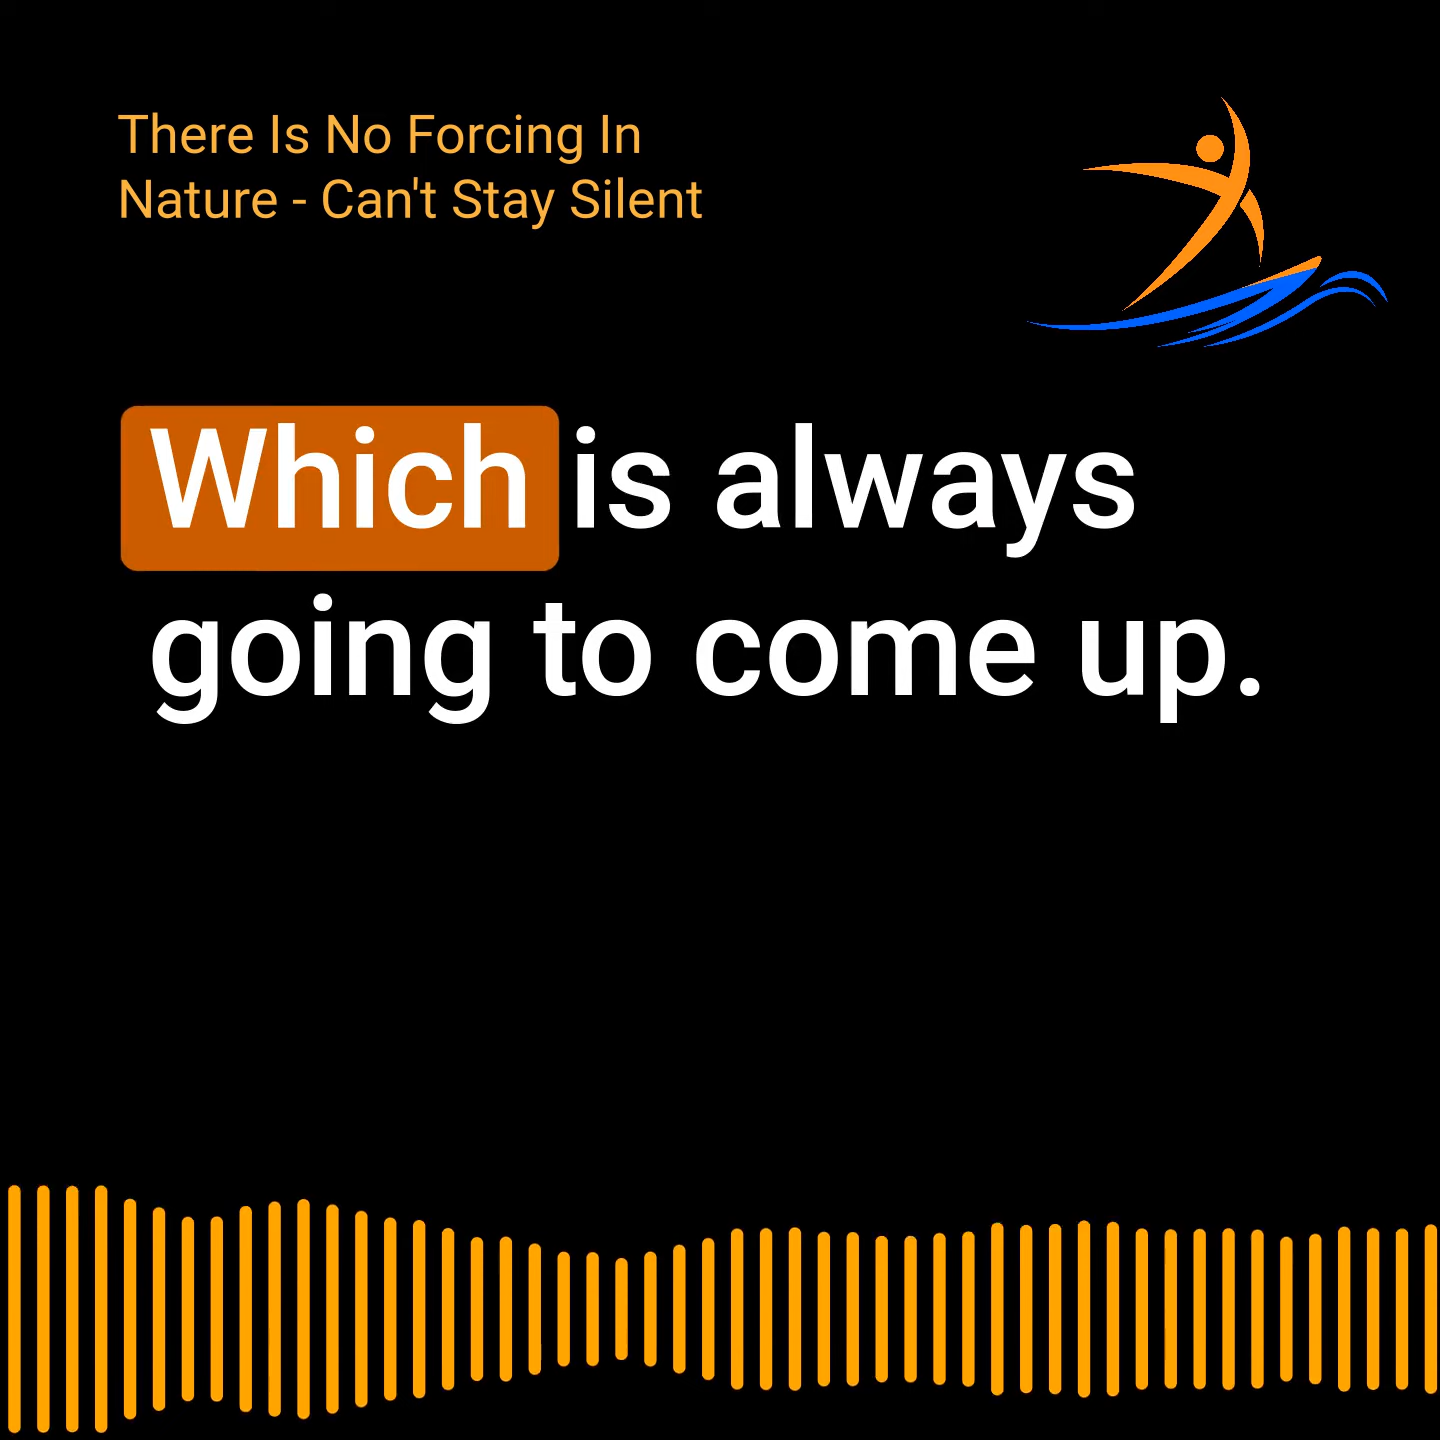 There Is No Forcing In
Nature - Can't Stay Silent
Which is always
going to come up.